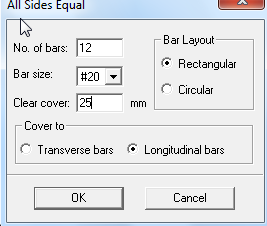 All Sides Equal
No. of bars: 12
Bar size: #20
Clear cover: 25 mm
Bar Layout
Rectangular
Circular
Cover to
Transverse bars Longitudinal bars
OK Cancel